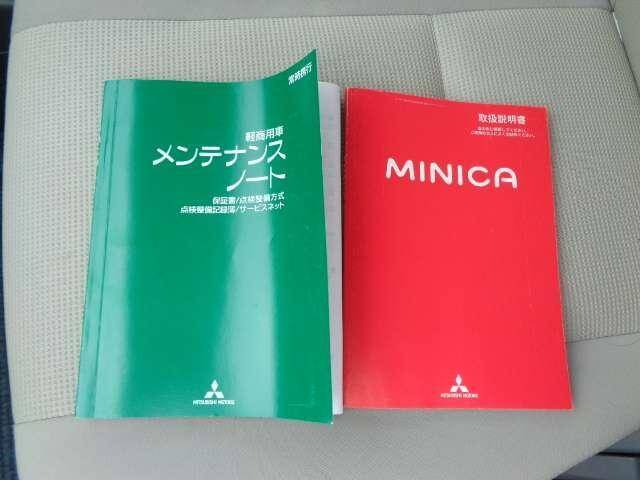 常時携行
軽商用車
メンテナンス
ノート
保証書/点検整備方式
点検整備記録簿/サービスネット
MITSUBISHI MOTORS
取扱説明書
MINICA